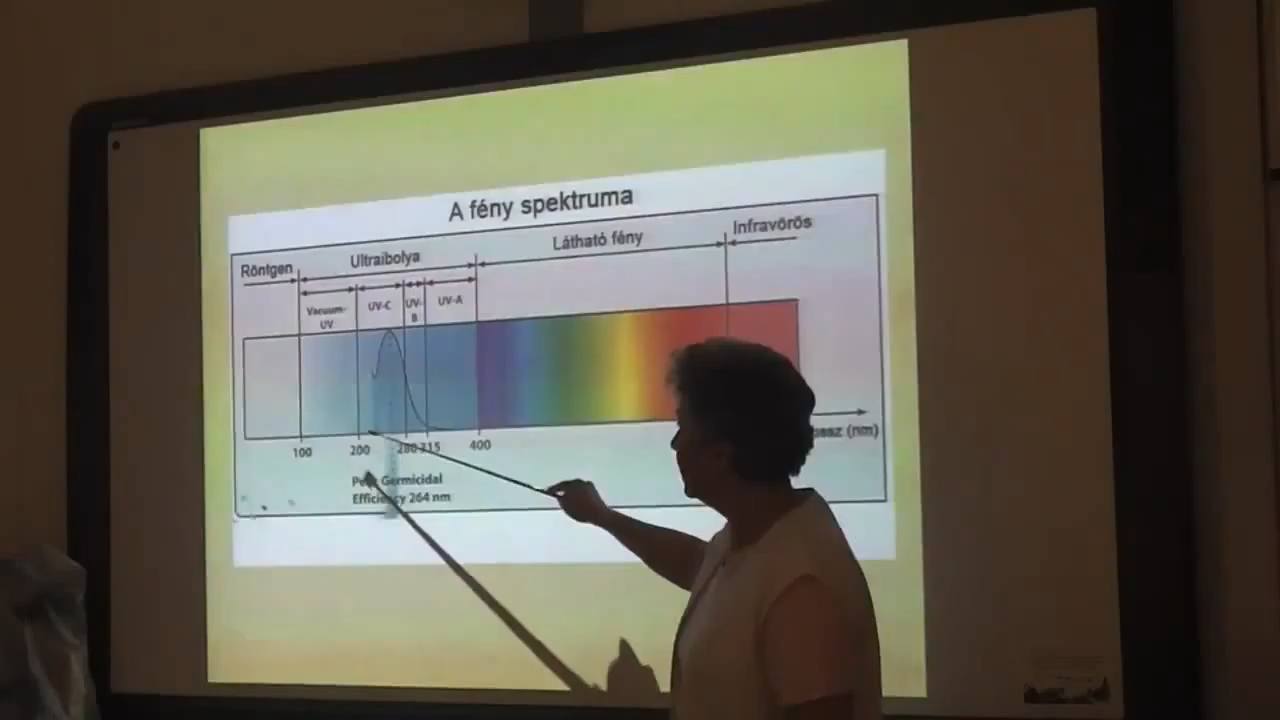 A fény spektruma
Röntgen
Ultraibolya
Látható fény
Infravörös
Vacuum-
UV
UV-C
UV-
B
UV-A
100
200
280
315
400
(nm)
Germicidal
Efficiency 264 nm